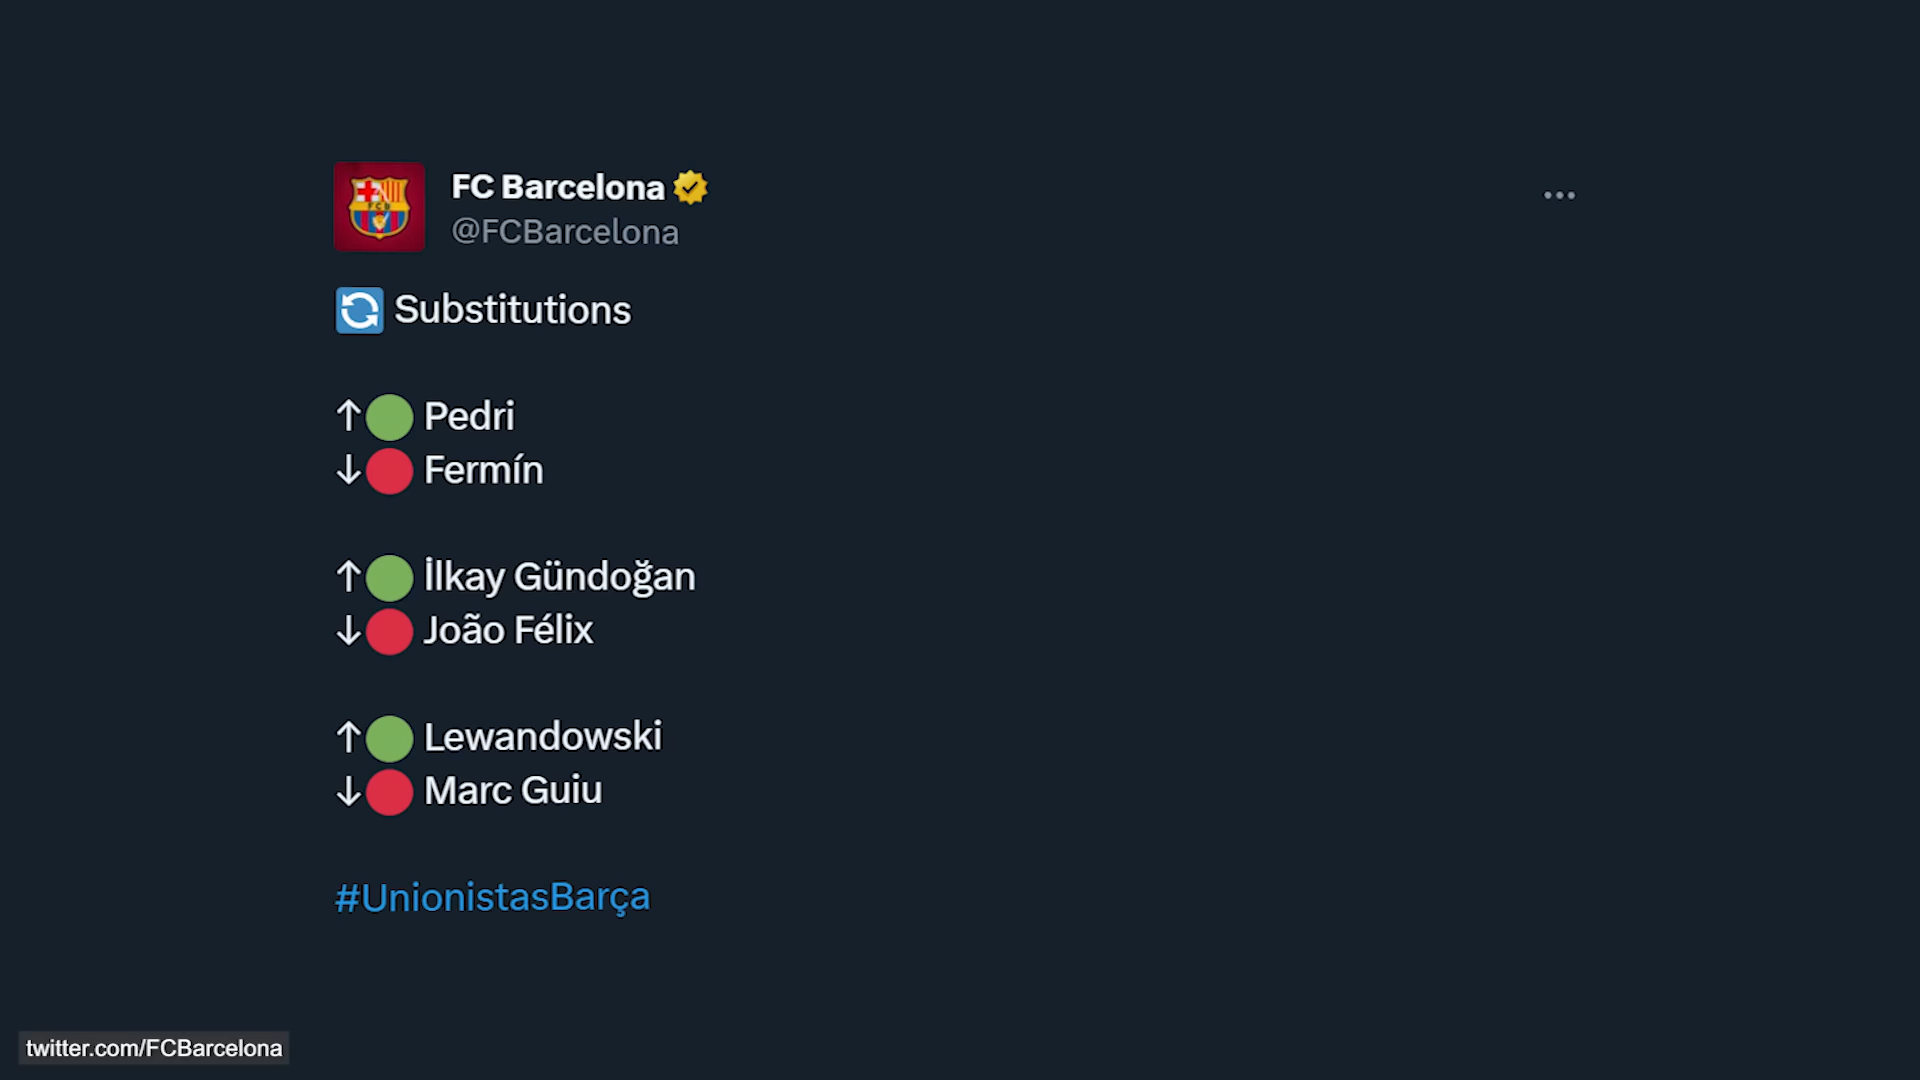 FC Barcelona
@FCBarcelona
Substitutions
↑ Pedri
↓ Fermín
↑ İlkay Gündoğan
↓ João Félix
↑ Lewandowski
↓ Marc Guiu
#UnionistasBarça
twitter.com/FCBarcelona